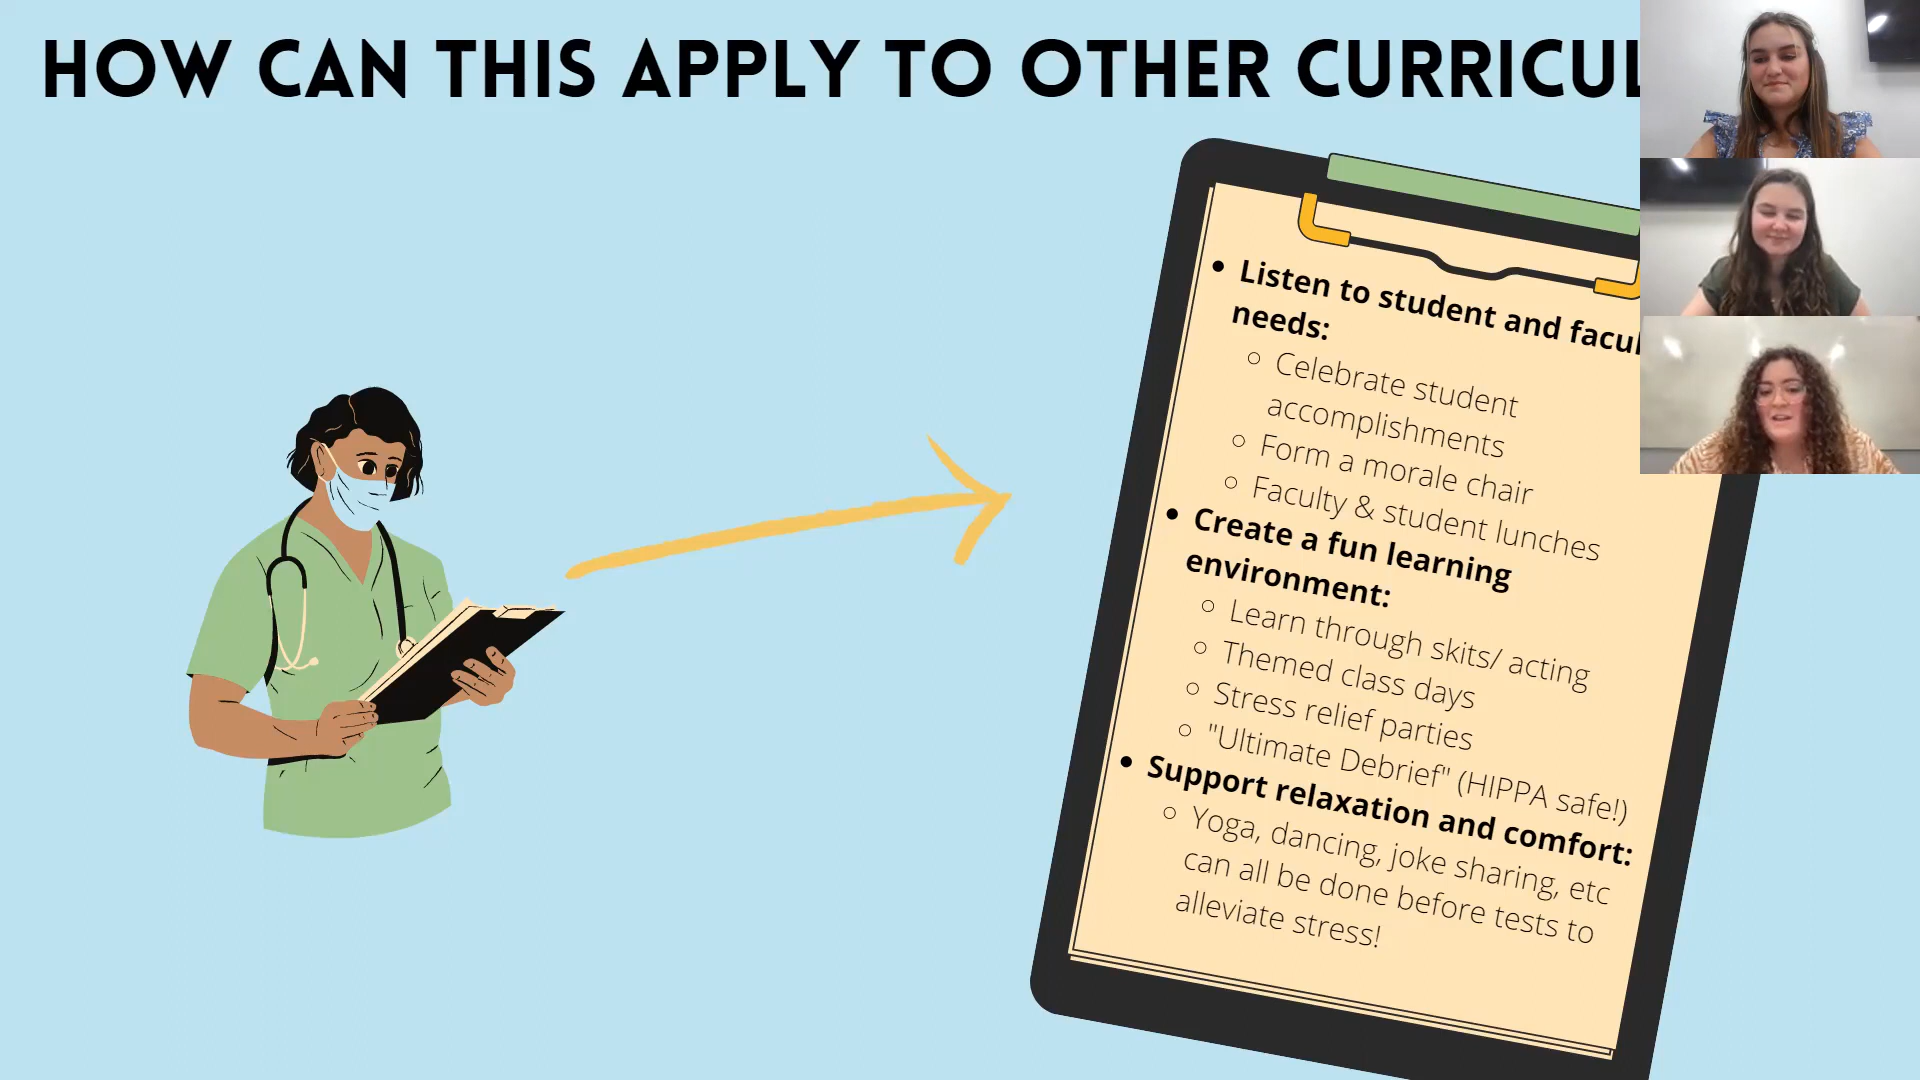 HOW CAN THIS APPLY TO OTHER CURRICUL
• Listen to student and facul
needs:
○ Celebrate student
accomplishments
○ Form a morale chair
○ Faculty & student lunches
• Create a fun learning
environment:
○ Learn through skits/ acting
○ Themed class days
○ Stress relief parties
○ "Ultimate Debrief" (HIPPA safe!)
• Support relaxation and comfort:
○ Yoga, dancing, joke sharing, etc
can all be done before tests to
alleviate stress!